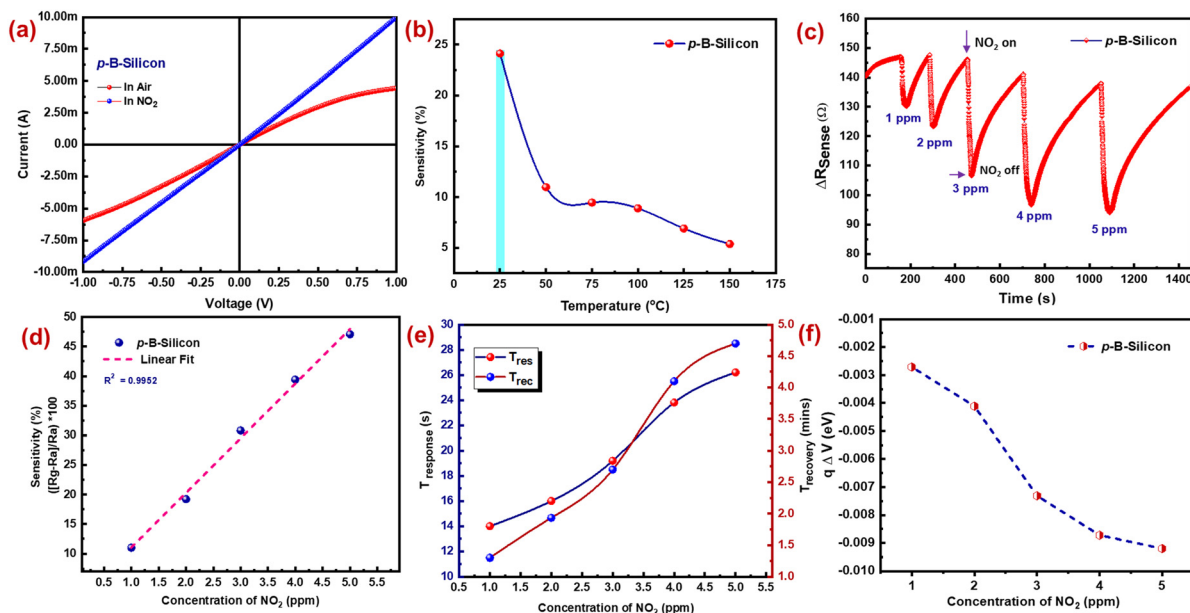 (a)
10.00m
7.50m
5.00m
2.50m
0.00
2.50m
5.00m
7.50m
10.00m
Current (A)
p-B-Silicon
In Air
In NO₂
-1.00 -0.75 -0.50 -0.25 0.00 0.25 0.50 0.75 1.00
Voltage (V)
(b)
25
20
15
10
5
Sensitivity (%)
p-B-Silicon
0 25 50 75 100 125 150 175
Temperature (°C)
(c)
160
150
140
130
120
110
100
90
80
ΔRSense (Ω)
NO₂ on
p-B-Silicon
1 ppm
2 ppm
NO₂ off
3 ppm
4 ppm
5 ppm
0 200 400 600 800 1000 1200 1400
Time (s)
(d)
50
45
40
35
30
25
20
15
10
Sensitivity (%)
([Rg-Ra]/Ra) *100
p-B-Silicon
Linear Fit
R² = 0.9952
0.5 1.0 1.5 2.0 2.5 3.0 3.5 4.0 4.5 5.0 5.5
Concentration of NO₂ (ppm)
(e)
30
28
26
24
22
20
18
16
14
12
10
Tresponse (s)
Tres
Trec
5.0
4.5
4.0
3.5
3.0
2.5
2.0
1.5
1.0
Trecovery (mins)
0.5 1.0 1.5 2.0 2.5 3.0 3.5 4.0 4.5 5.0 5.5
Concentration of NO₂ (ppm)
(f)
-0.001
-0.002
-0.003
-0.004
-0.005
-0.006
-0.007
-0.008
-0.009
-0.010
q Δ V (eV)
p-B-Silicon
1 2 3 4 5
Concentration of NO₂ (ppm)